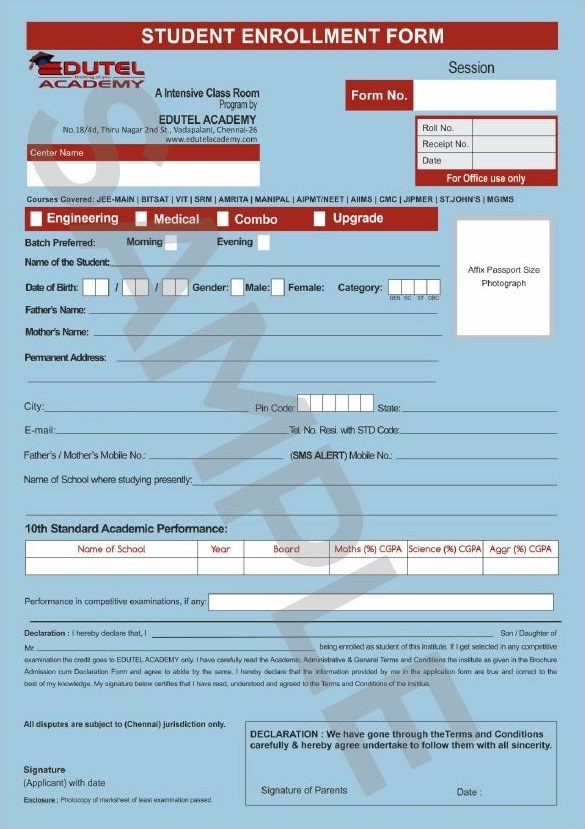 STUDENT ENROLLMENT FORM
EDUTEL
thinking of you
ACADEMY
A Intensive Class Room
Program by
EDUTEL ACADEMY
No.18/4d, Thiru Nagar 2nd St., Vadapalani, Chennai-26
www.edutelacademy.com
Session
Form No.
Roll No.
Receipt No.
Date
For Office use only
Center Name
Courses Covered: JEE-MAIN | BITSAT | VIT | SRM | AMRITA | MANIPAL | AIPMT/NEET | AIIMS | CMC | JIPMER | ST.JOHN'S | MGIMS
Engineering Medical Combo Upgrade
Batch Preferred: Morning Evening
Name of the Student:
Date of Birth: / / Gender: Male: Female: Category:
GEN SC ST OBC
Affix Passport Size
Photograph
Father's Name:
Mother's Name:
Permanent Address:
City: Pin Code: State:
E-mail: Tel. No. Resi. with STD Code:
Father's / Mother's Mobile No.: (SMS ALERT) Mobile No.:
Name of School where studying presently:
10th Standard Academic Performance:
Name of School Year Board Maths (%) CGPA Science (%) CGPA Aggr (%) CGPA
Performance in competitive examinations, if any:
Declaration : I hereby declare that, I Son / Daughter of
Mr. being enrolled as student of this institute. If I get selected in any competitive
examination the credit goes to EDUTEL ACADEMY only. I have carefully read the Academic, Administrative & General Terms and Conditions the institute as given in the Brochure
Admission cum Declaration Form and agree to abide by the same. I hereby declare that the information provided by me in the application form are true and correct to the
best of my knowledge. My signature below certifies that I have read, understood and agreed to the Terms and Conditions of the institue.
All disputes are subject to (Chennai) jurisdiction only.
Signature
(Applicant) with date
Enclosure : Photocopy of marksheet of least examination passed.
DECLARATION : We have gone through theTerms and Conditions
carefully & hereby agree undertake to follow them with all sincerity.
Signature of Parents Date :
SAMPLE